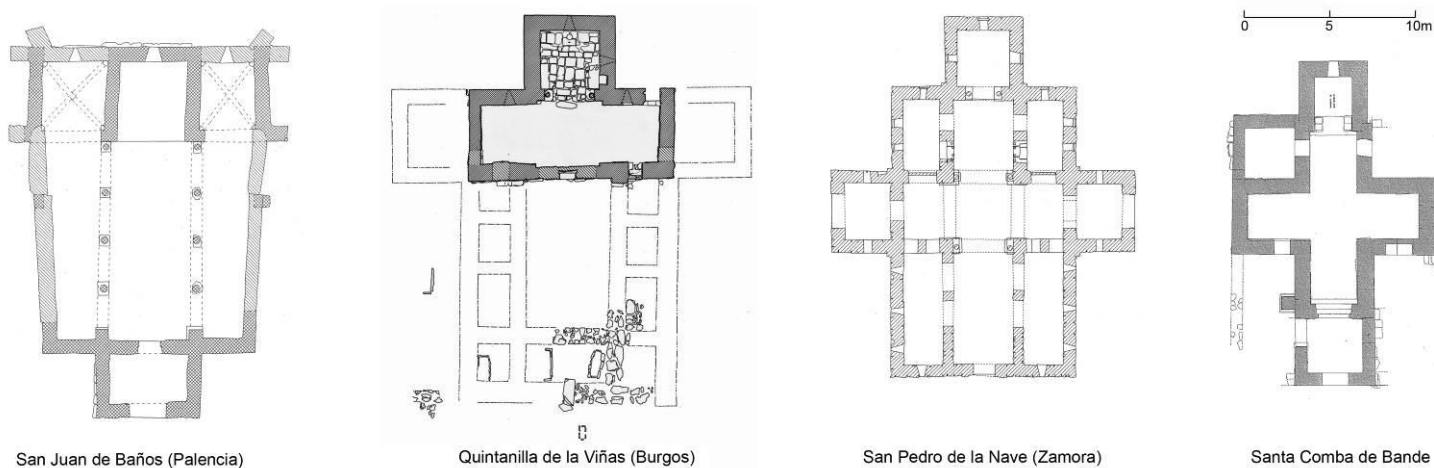 0 5 10m
San Juan de Baños (Palencia)
Quintanilla de la Viñas (Burgos)
San Pedro de la Nave (Zamora)
Santa Comba de Bande